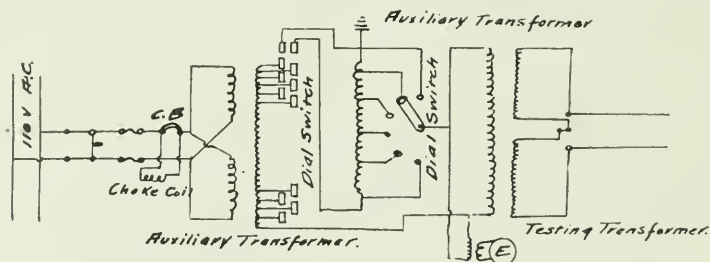 Auxiliary Transformer
110 V A.C.
C.B
Dial Switch
Dial Switch
Choke Coil
Auxiliary Transformer.
E
Testing Transformer.